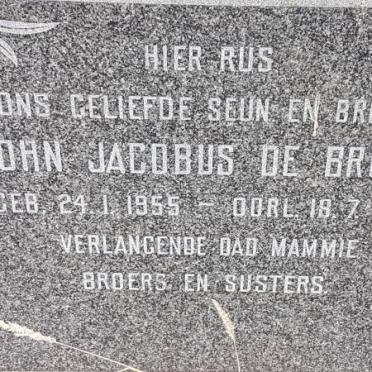 HIER RUS
ONS GELIEFDE SEUN EN
JACOBUS DE
24.1.1955 – OORL. 18.7.
VERLANGENDE DAD MAMMIE
BROERS EN SUSTERS.